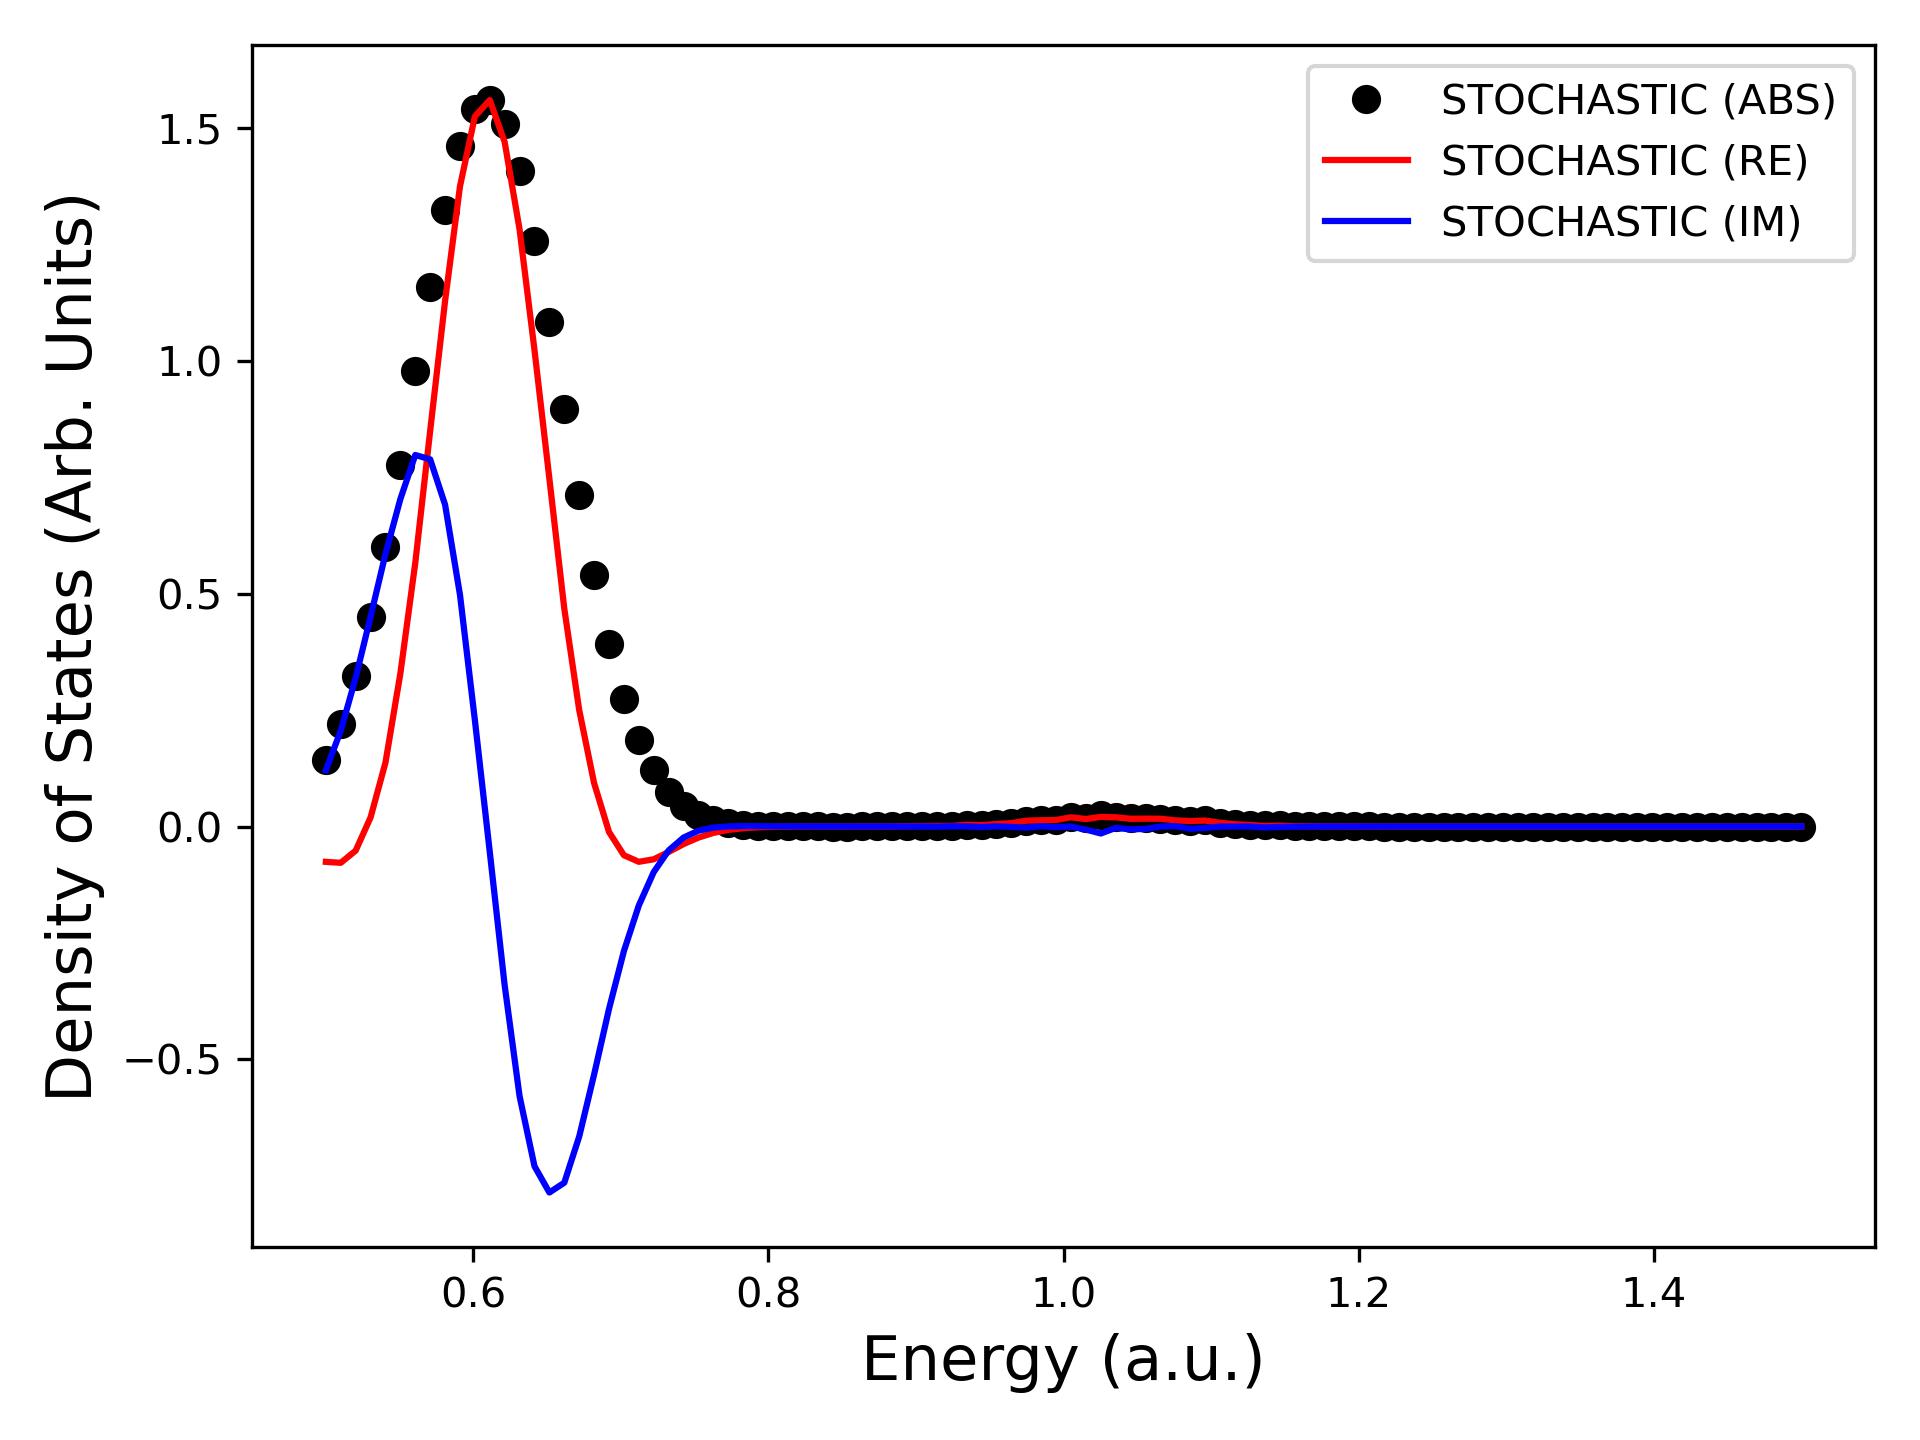 STOCHASTIC (ABS)
STOCHASTIC (RE)
STOCHASTIC (IM)
Density of States (Arb. Units)
1.5
1.0
0.5
0.0
−0.5
0.6 0.8 1.0 1.2 1.4
Energy (a.u.)